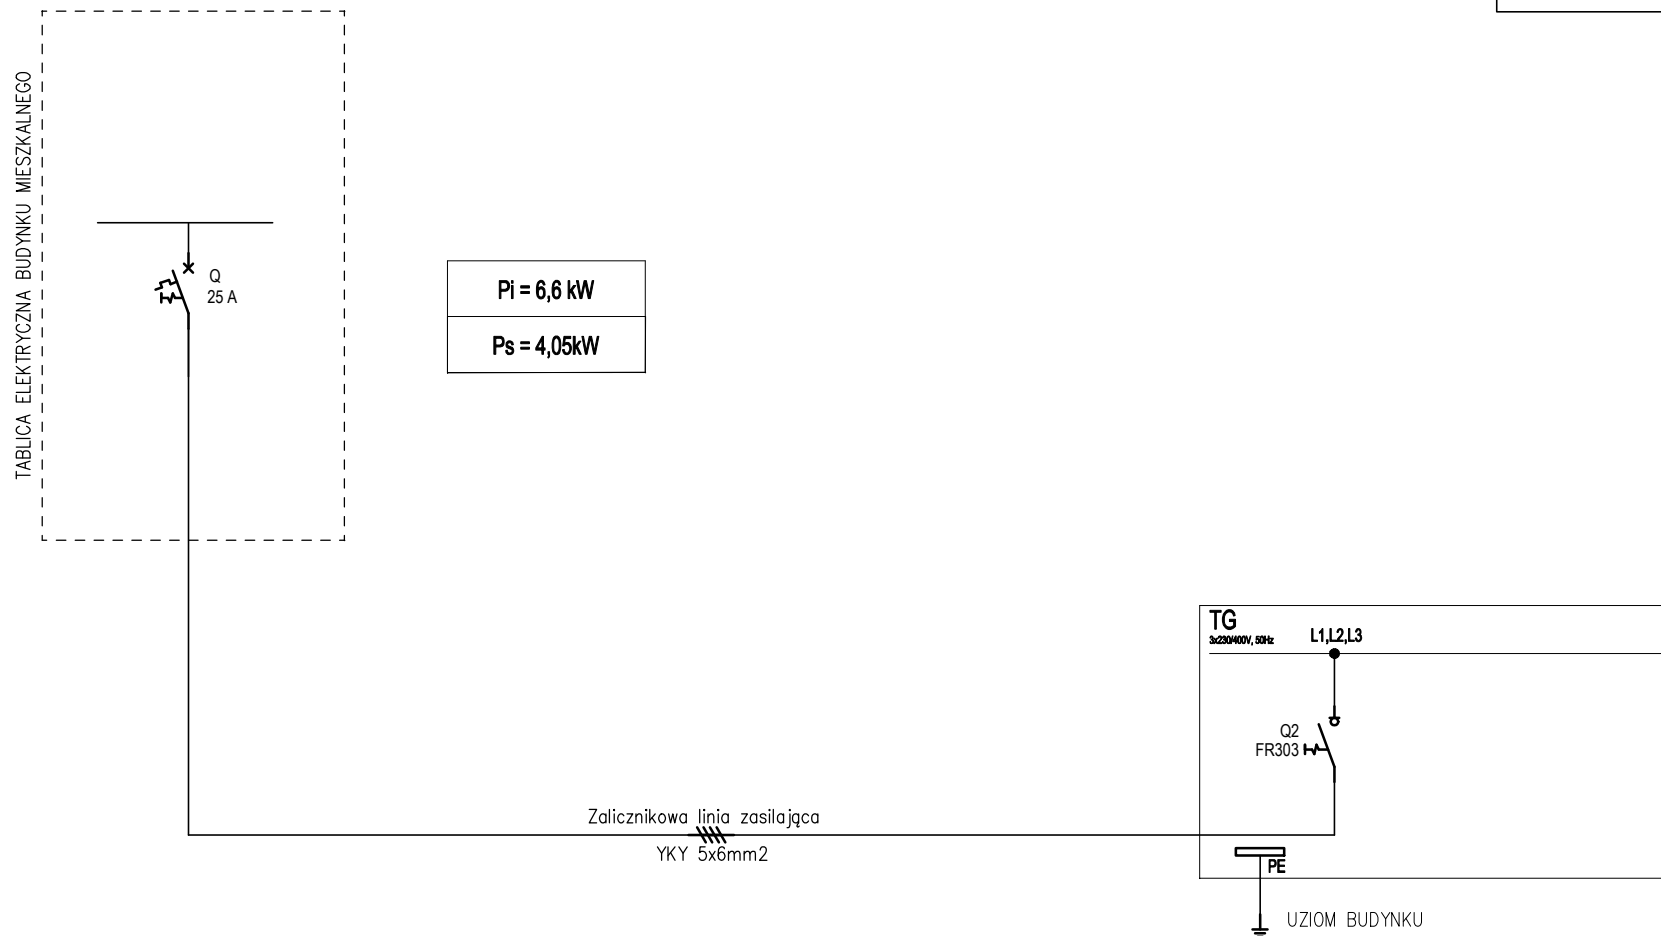 TABLICA ELEKTRYCZNA BUDYNKU MIESZKALNEGO
Q
25 A
Pi = 6,6 kW
Ps = 4,05kW
TG
3x230/400V, 50Hz
L1,L2,L3
Q2
FR303
Zalicznikowa linia zasilająca
YKY 5x6mm2
PE
UZIOM BUDYNKU